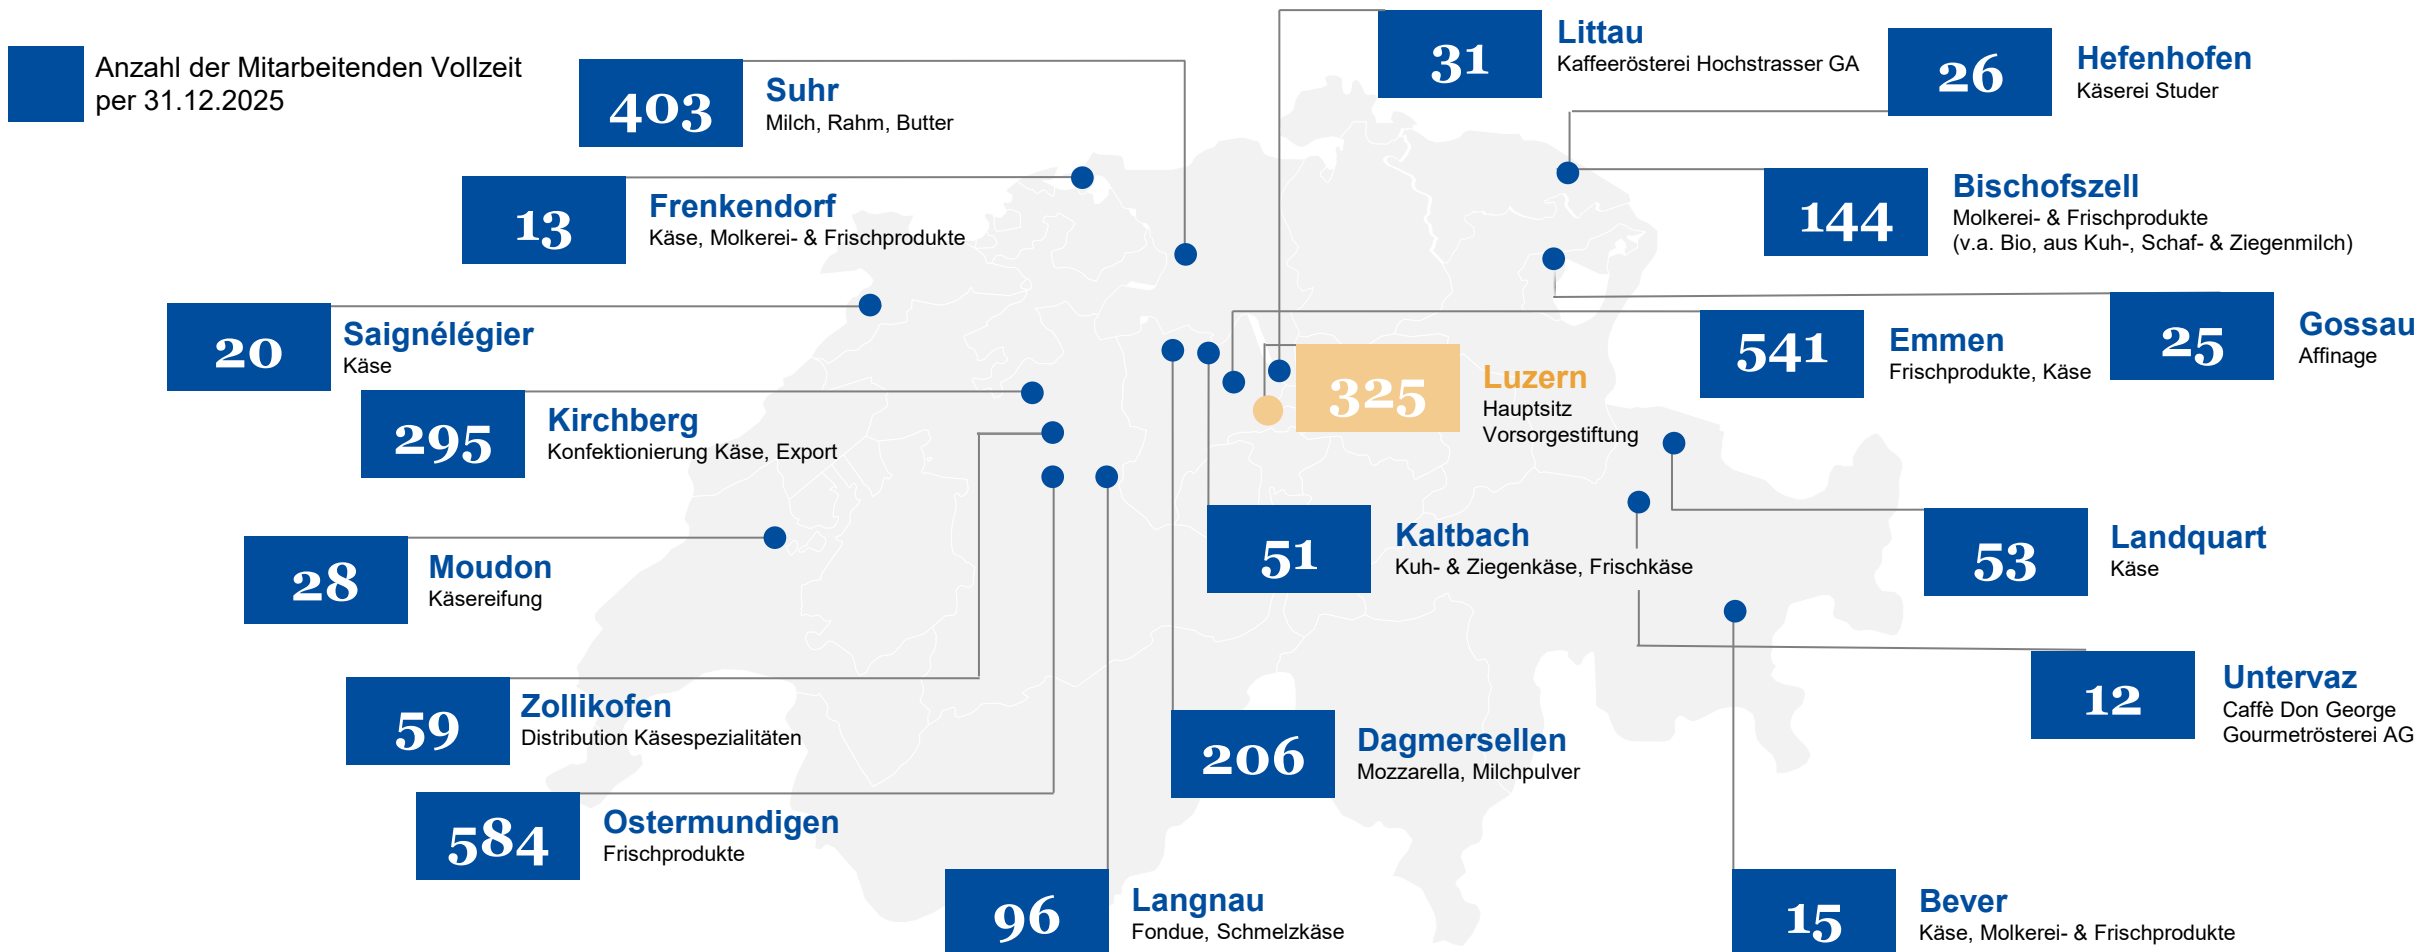 Anzahl der Mitarbeitenden Vollzeit
per 31.12.2025
403
Suhr
Milch, Rahm, Butter
31
Littau
Kaffeerösterei Hochstrasser GA
26
Hefenhofen
Käserei Studer
13
Frenkendorf
Käse, Molkerei- & Frischprodukte
144
Bischofszell
Molkerei- & Frischprodukte
(v.a. Bio, aus Kuh-, Schaf- & Ziegenmilch)
20
Saignélégier
Käse
541
Emmen
Frischprodukte, Käse
25
Gossau
Affinage
295
Kirchberg
Konfektionierung Käse, Export
325
Luzern
Hauptsitz
Vorsorgestiftung
28
Moudon
Käsereifung
51
Kaltbach
Kuh- & Ziegenkäse, Frischkäse
53
Landquart
Käse
59
Zollikofen
Distribution Käsespezialitäten
206
Dagmersellen
Mozzarella, Milchpulver
12
Untervaz
Caffè Don George
Gourmetrösterei AG
584
Ostermundigen
Frischprodukte
96
Langnau
Fondue, Schmelzkäse
15
Bever
Käse, Molkerei- & Frischprodukte